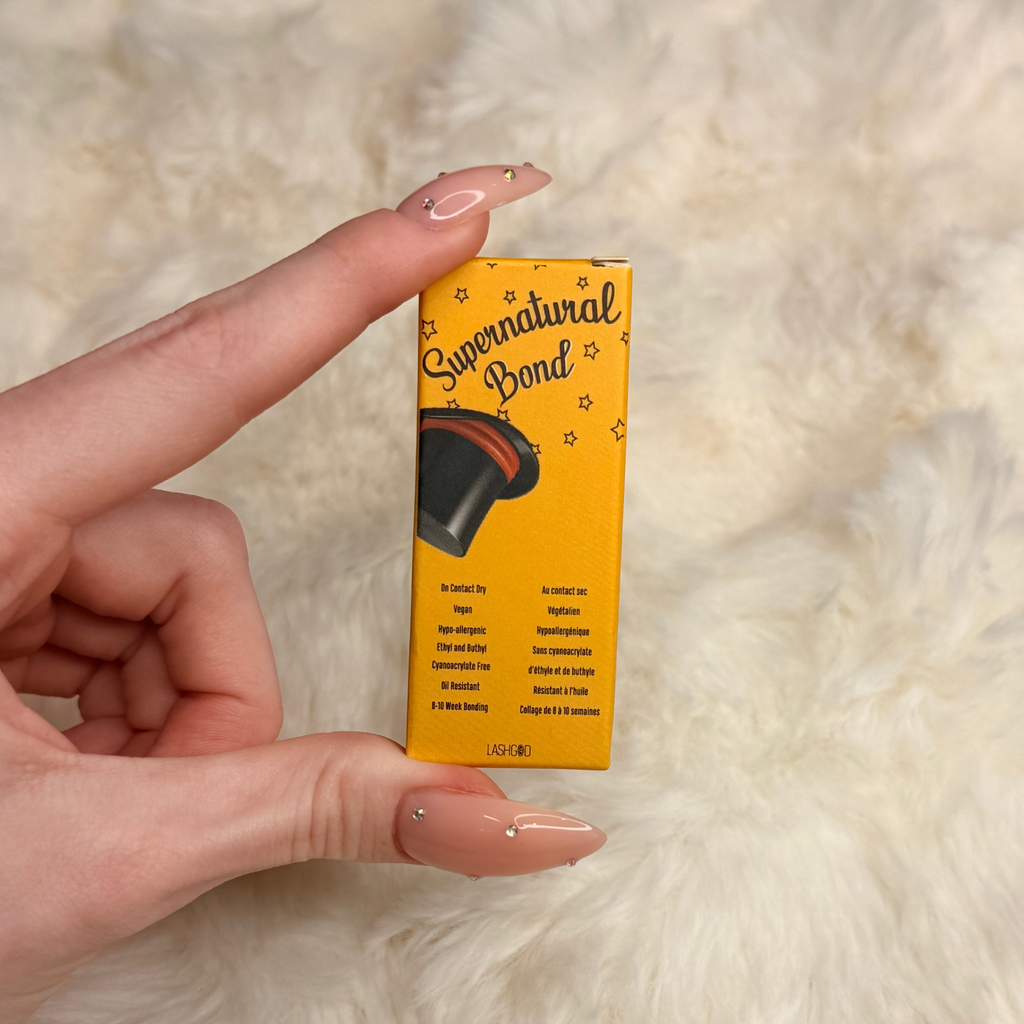 Supernatural
Bond
On Contact Dry
Vegan
Hypo-allergenic
Ethyl and Buthyl
Cyanoacrylate Free
Oil Resistant
8-10 Week Bonding
Au contact sec
Végétalien
Hypoallergénique
Sans cyanoacrylate
d'éthyle et de buthyle
Résistant à l'huile
Collage de 8 à 10 semaines
LASHGOD